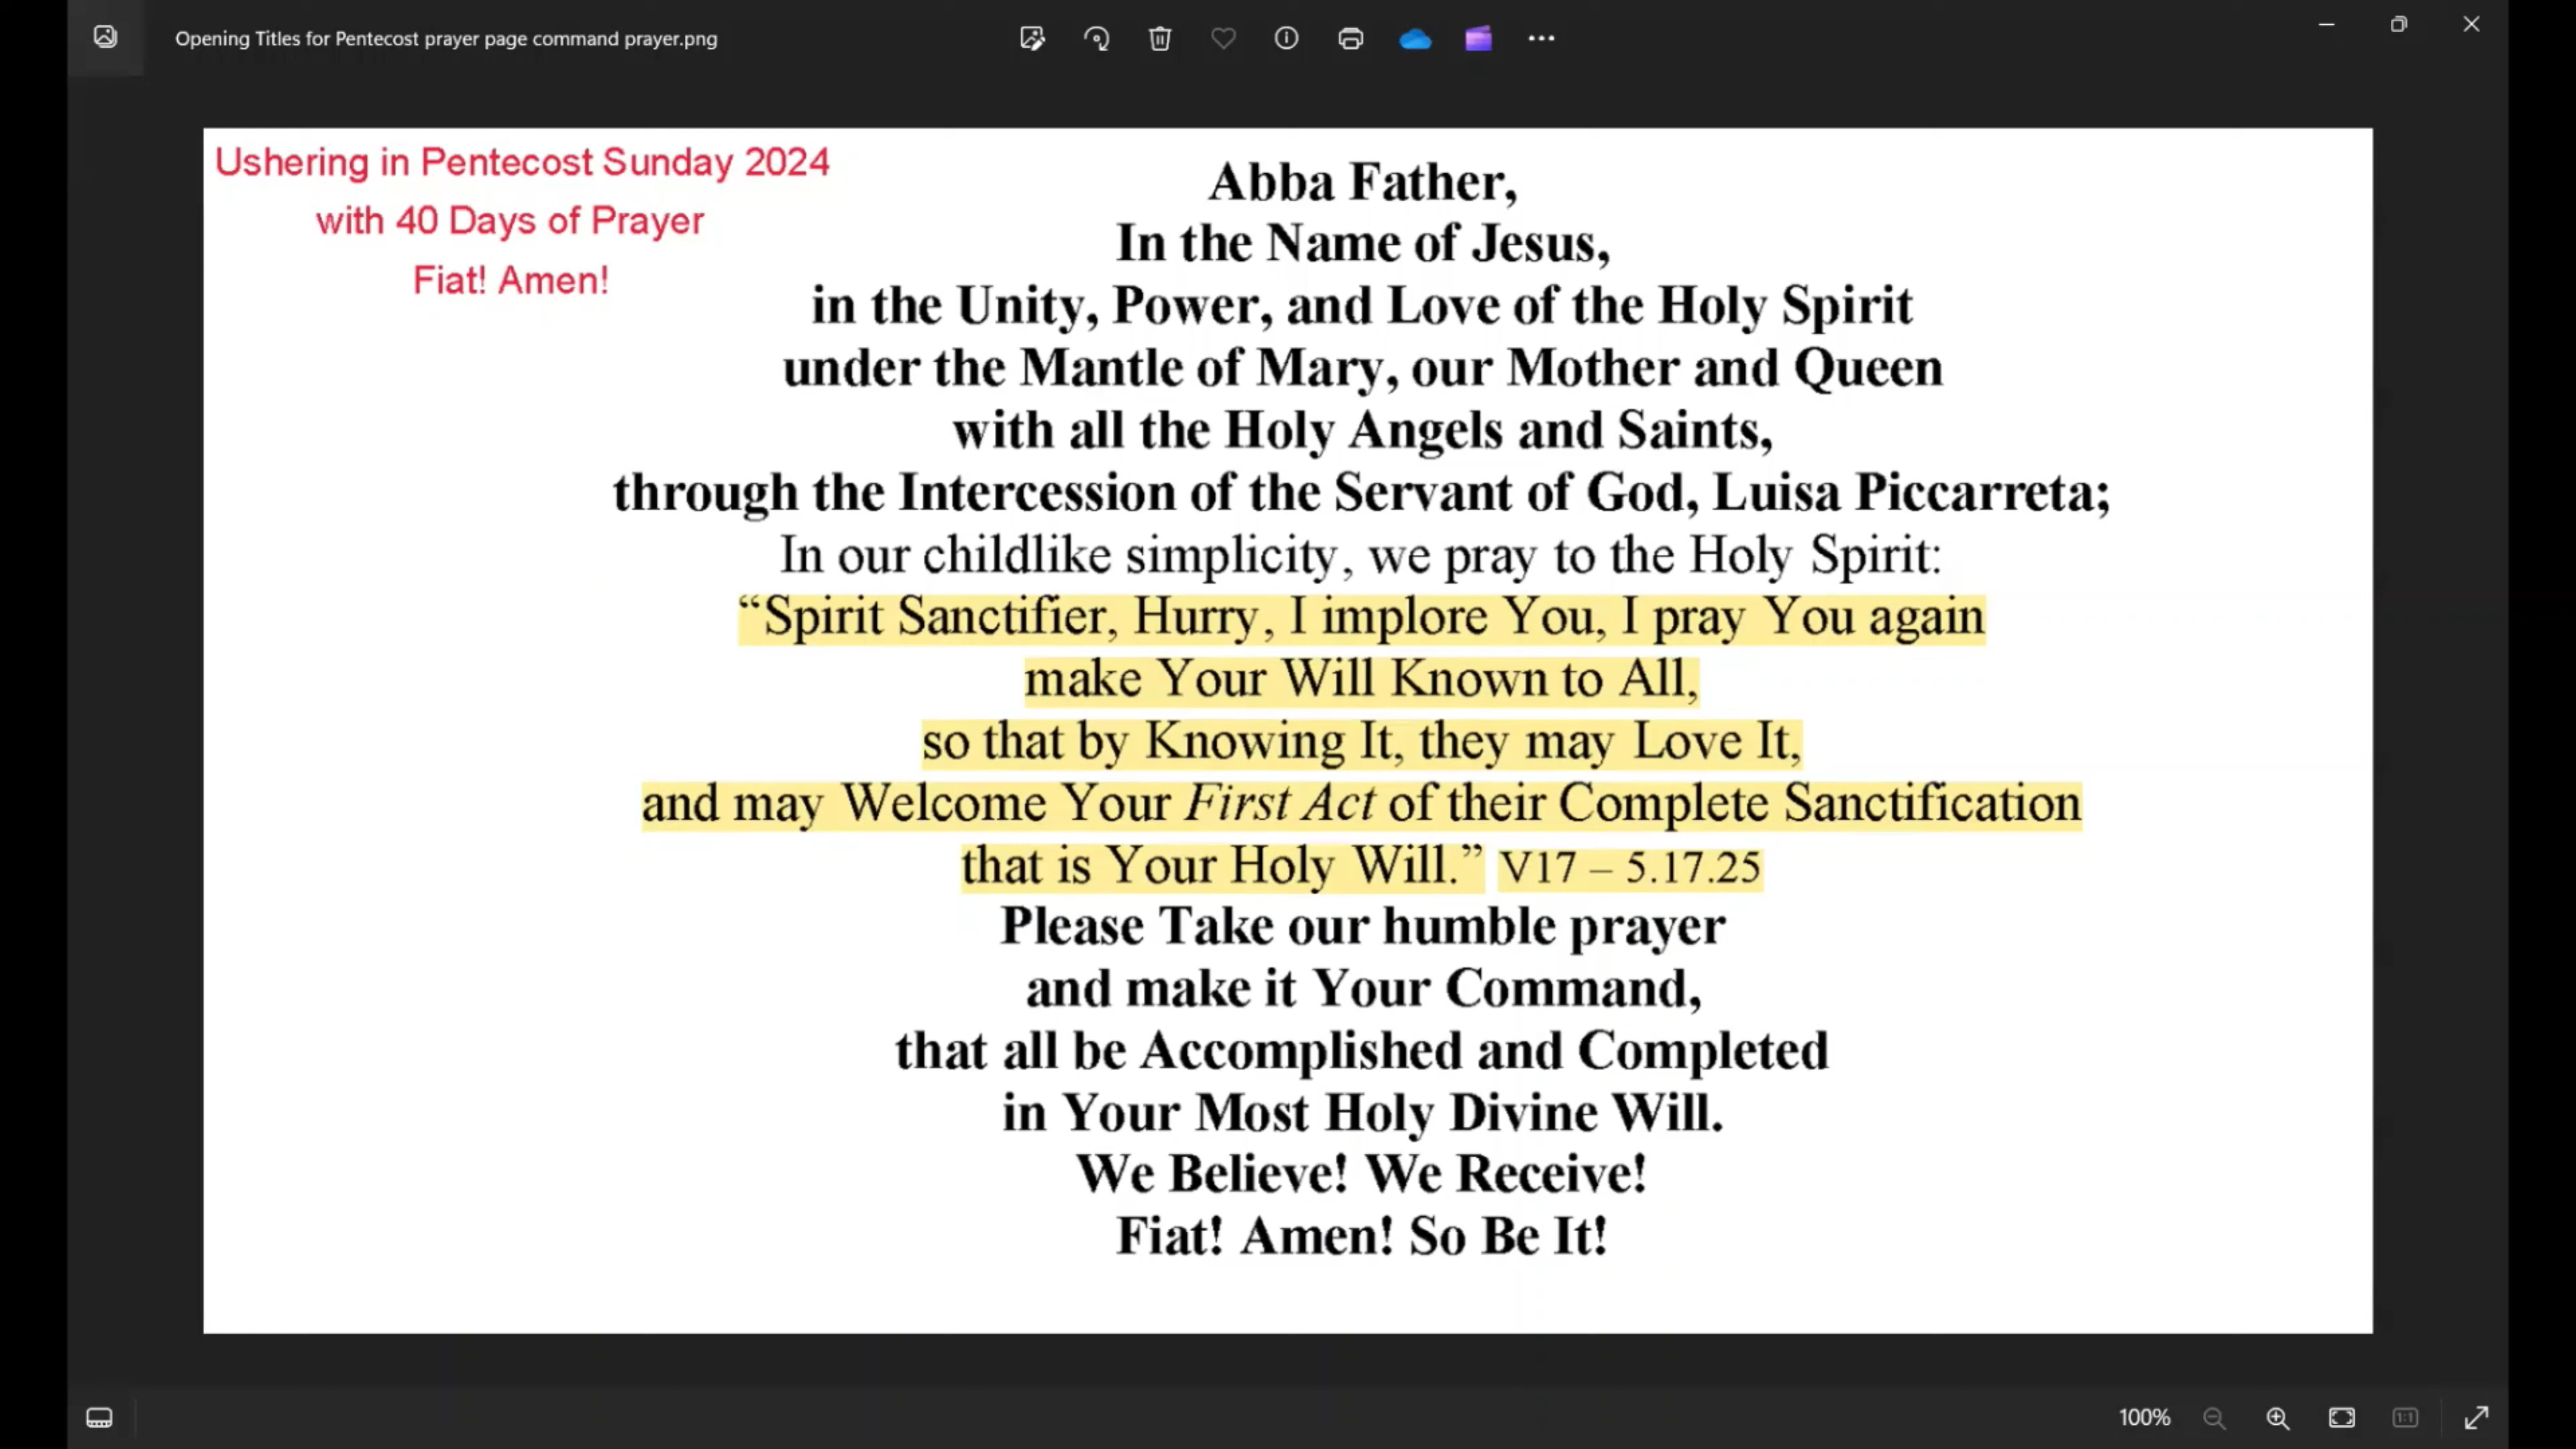 Opening Titles for Pentecost prayer page command prayer.png
Ushering in Pentecost Sunday 2024
with 40 Days of Prayer
Fiat! Amen!
Abba Father,
In the Name of Jesus,
in the Unity, Power, and Love of the Holy Spirit
under the Mantle of Mary, our Mother and Queen
with all the Holy Angels and Saints,
through the Intercession of the Servant of God, Luisa Piccarreta;
In our childlike simplicity, we pray to the Holy Spirit:
“Spirit Sanctifier, Hurry, I implore You, I pray You again
make Your Will Known to All,
so that by Knowing It, they may Love It,
and may Welcome Your First Act of their Complete Sanctification
that is Your Holy Will.” V17 – 5.17.25
Please Take our humble prayer
and make it Your Command,
that all be Accomplished and Completed
in Your Most Holy Divine Will.
We Believe! We Receive!
Fiat! Amen! So Be It!
100%
1:1